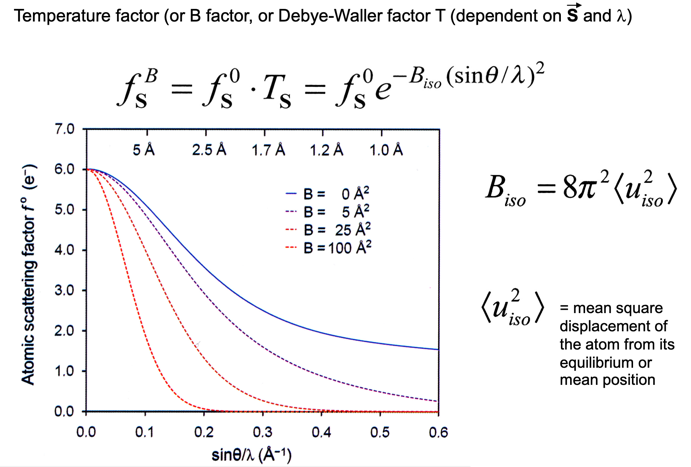 Temperature factor (or B factor, or Debye-Waller factor T (dependent on S⃗ and λ)
f_S^B = f_S^0 · T_S = f_S^0 e^{-B_iso (sinθ/λ)^2}
7.0
5 Å 2.5 Å 1.7 Å 1.2 Å 1.0 Å
6.0
5.0
4.0
3.0
2.0
1.0
0.0
Atomic scattering factor f° (e⁻)
B = 0 Å²
B = 5 Å²
B = 25 Å²
B = 100 Å²
0.0 0.1 0.2 0.3 0.4 0.5 0.6
sinθ/λ (Å⁻¹)
B_iso = 8π²⟨u²_iso⟩
⟨u²_iso⟩
= mean square
displacement of
the atom from its
equilibrium or
mean position